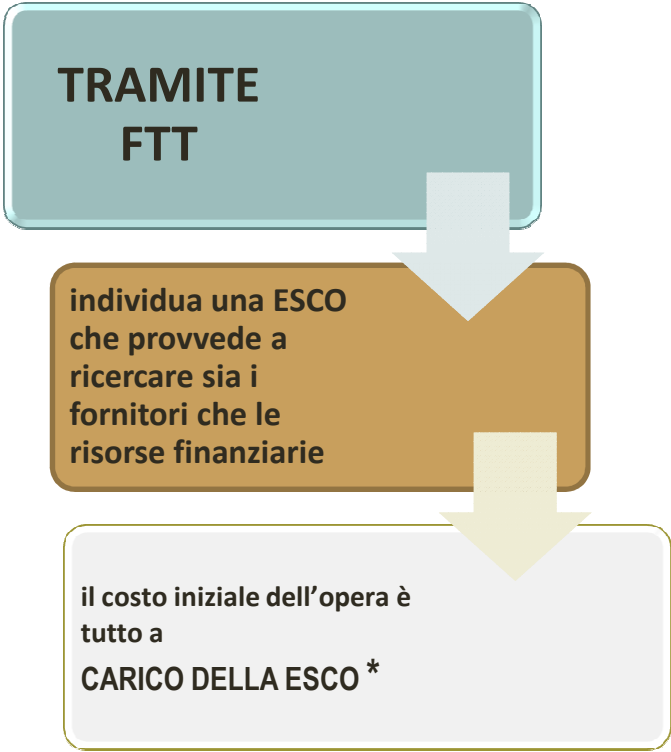 TRAMITE
FTT
individua una ESCO
che provvede a
ricercare sia i
fornitori che le
risorse finanziarie
il costo iniziale dell’opera è
tutto a
CARICO DELLA ESCO *